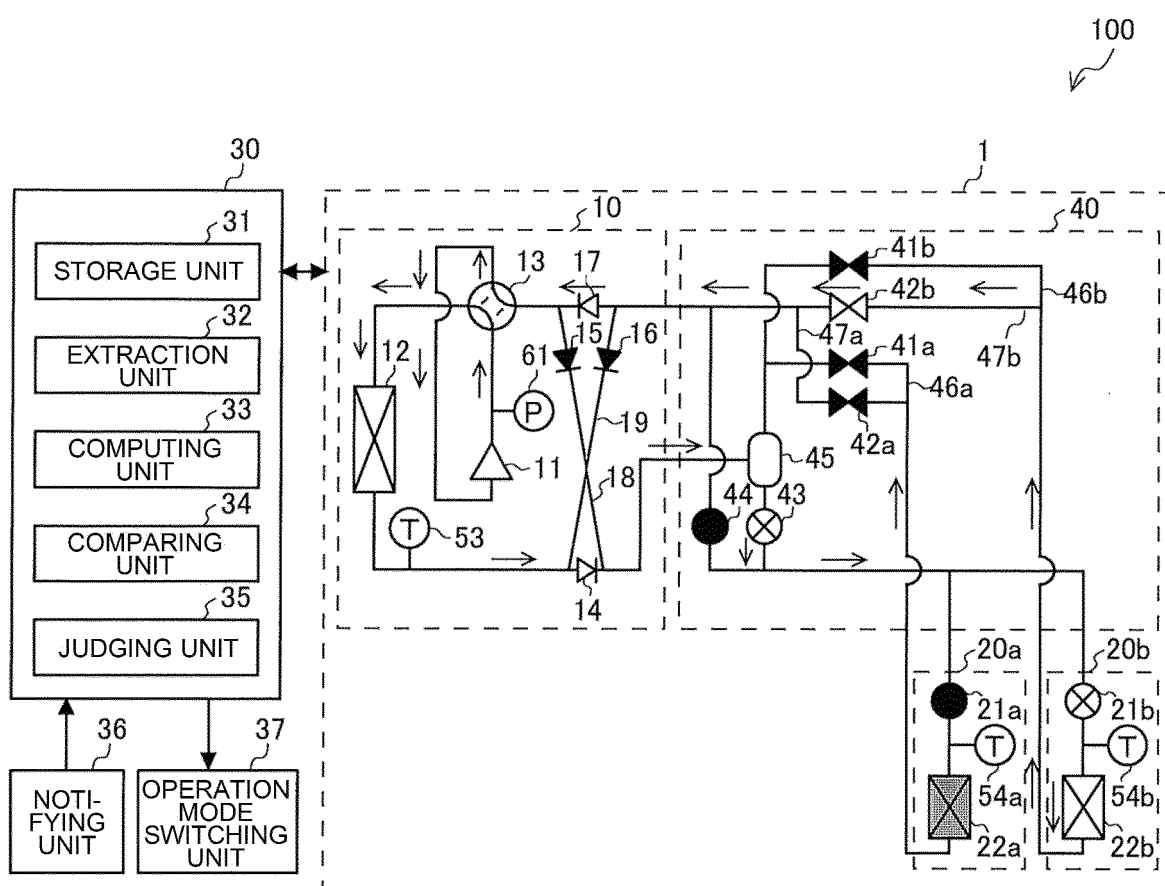 100
30
1
31
STORAGE UNIT
10
40
41b
13
17
42b
46b
32
EXTRACTION
UNIT
15
16
47a
47b
12
61
41a
46a
P
33
COMPUTING
UNIT
19
42a
11
45
18
34
COMPARING
UNIT
44
43
T
53
35
JUDGING UNIT
14
20a
20b
21a
21b
36
37
T
T
NOTI-
FYING
UNIT
OPERATION
MODE
SWITCHING
UNIT
54a
54b
22a
22b